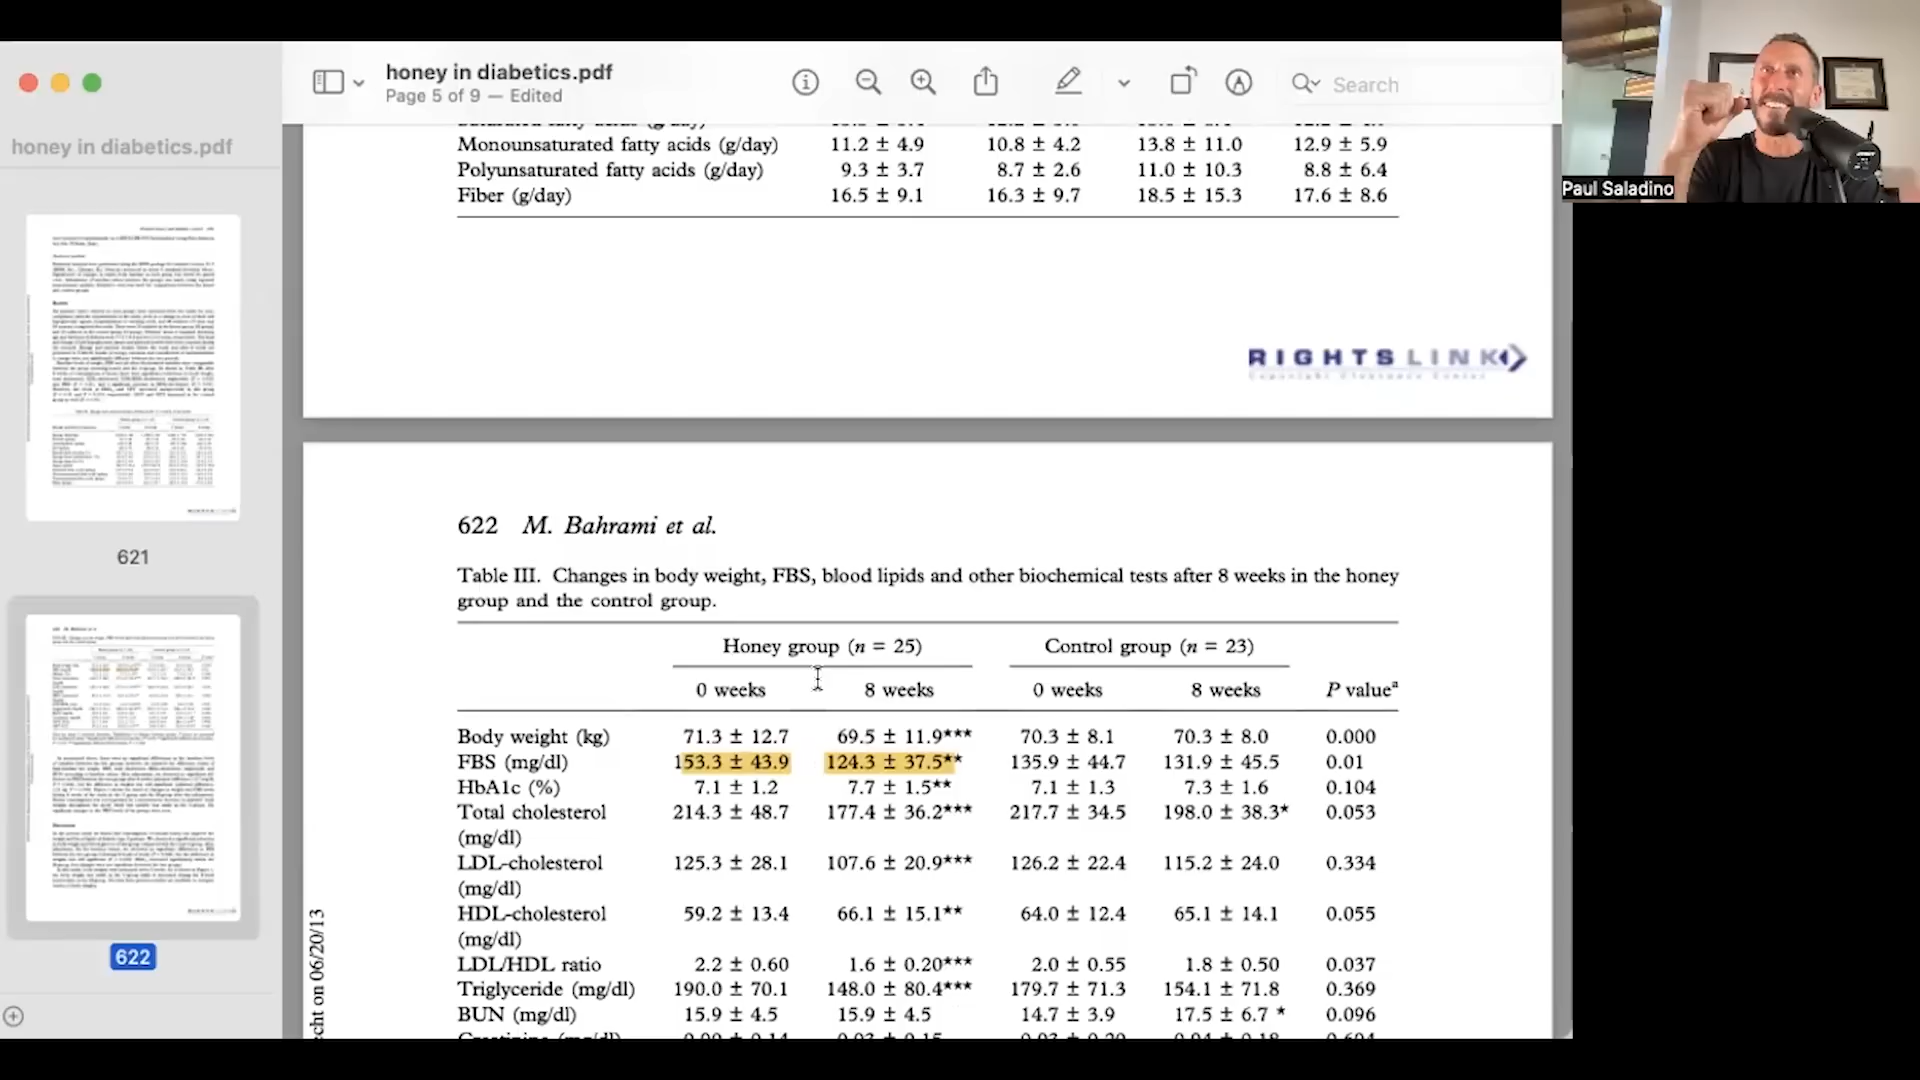 honey in diabetics.pdf
Page 5 of 9 — Edited
Search
Paul Saladino
honey in diabetics.pdf
Monounsaturated fatty acids (g/day) 11.2 ± 4.9 10.8 ± 4.2 13.8 ± 11.0 12.9 ± 5.9
Polyunsaturated fatty acids (g/day) 9.3 ± 3.7 8.7 ± 2.6 11.0 ± 10.3 8.8 ± 6.4
Fiber (g/day) 16.5 ± 9.1 16.3 ± 9.7 18.5 ± 15.3 17.6 ± 8.6
RIGHTSLINK
621
622
622 M. Bahrami et al.
Table III. Changes in body weight, FBS, blood lipids and other biochemical tests after 8 weeks in the honey
group and the control group.
Honey group (n = 25) Control group (n = 23)
0 weeks 8 weeks 0 weeks 8 weeks P valueª
Body weight (kg) 71.3 ± 12.7 69.5 ± 11.9*** 70.3 ± 8.1 70.3 ± 8.0 0.000
FBS (mg/dl) 153.3 ± 43.9 124.3 ± 37.5** 135.9 ± 44.7 131.9 ± 45.5 0.01
HbA1c (%) 7.1 ± 1.2 7.7 ± 1.5** 7.1 ± 1.3 7.3 ± 1.6 0.104
Total cholesterol 214.3 ± 48.7 177.4 ± 36.2*** 217.7 ± 34.5 198.0 ± 38.3* 0.053
(mg/dl)
LDL-cholesterol 125.3 ± 28.1 107.6 ± 20.9*** 126.2 ± 22.4 115.2 ± 24.0 0.334
(mg/dl)
HDL-cholesterol 59.2 ± 13.4 66.1 ± 15.1** 64.0 ± 12.4 65.1 ± 14.1 0.055
(mg/dl)
LDL/HDL ratio 2.2 ± 0.60 1.6 ± 0.20*** 2.0 ± 0.55 1.8 ± 0.50 0.037
Triglyceride (mg/dl) 190.0 ± 70.1 148.0 ± 80.4*** 179.7 ± 71.3 154.1 ± 71.8 0.369
BUN (mg/dl) 15.9 ± 4.5 15.9 ± 4.5 14.7 ± 3.9 17.5 ± 6.7 * 0.096
echt on 06/20/13